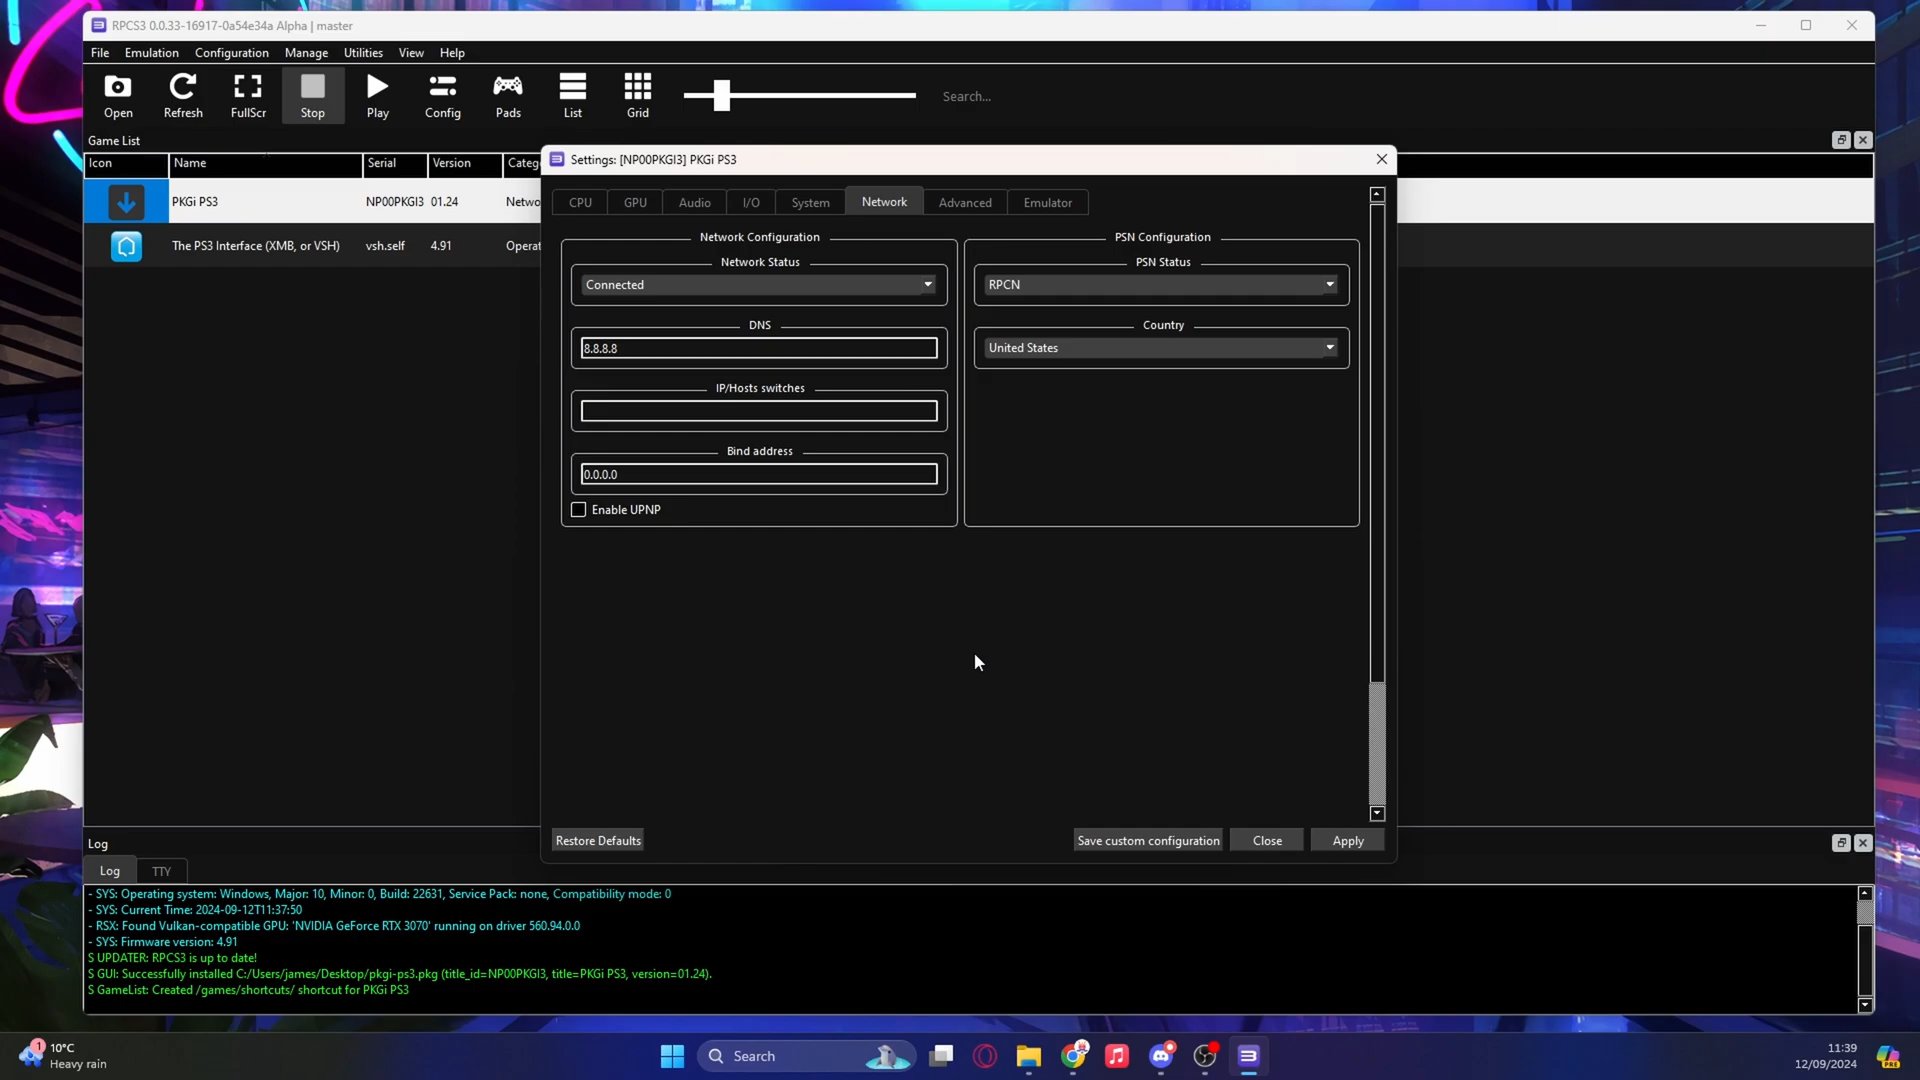 RPCS3 0.0.33-16917-0a54e34a Alpha | master
File Emulation Configuration Manage Utilities View Help
Open Refresh FullScr Stop Play Config Pads List Grid Search...
Game List
Icon Name Serial Version Categ
PKGi PS3 NP00PKGI3 01.24 Netwo
The PS3 Interface (XMB, or VSH) vsh.self 4.91 Operat
Settings: [NP00PKGI3] PKGi PS3
CPU GPU Audio I/O System Network Advanced Emulator
Network Configuration
Network Status
Connected
DNS
8.8.8.8
IP/Hosts switches
Bind address
0.0.0.0
Enable UPNP
PSN Configuration
PSN Status
RPCN
Country
United States
Restore Defaults Save custom configuration Close Apply
Log
Log TTY
- SYS: Operating system: Windows, Major: 10, Minor: 0, Build: 22631, Service Pack: none, Compatibility mode: 0
- SYS: Current Time: 2024-09-12T11:37:50
- RSX: Found Vulkan-compatible GPU: 'NVIDIA GeForce RTX 3070' running on driver 560.94.0.0
- SYS: Firmware version: 4.91
S UPDATER: RPCS3 is up to date!
S GUI: Successfully installed C:/Users/james/Desktop/pkgi-ps3.pkg (title_id=NP00PKGI3, title=PKGi PS3, version=01.24).
S GameList: Created /games/shortcuts/ shortcut for PKGi PS3
1
10°C
Heavy rain
Search
11:39
12/09/2024
PRE